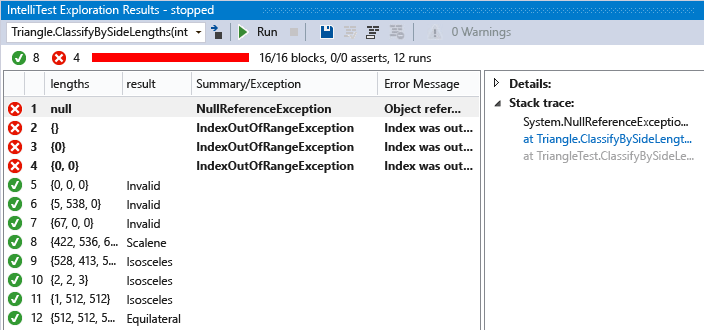 IntelliTest Exploration Results - stopped
Triangle.ClassifyBySideLengths(int Run 0 Warnings
8 4 16/16 blocks, 0/0 asserts, 12 runs
lengths result Summary/Exception Error Message
1 null NullReferenceException Object refer...
2 {} IndexOutOfRangeException Index was out...
3 {0} IndexOutOfRangeException Index was out...
4 {0, 0} IndexOutOfRangeException Index was out...
5 {0, 0, 0} Invalid
6 {5, 538, 0} Invalid
7 {67, 0, 0} Invalid
8 {422, 536, 6... Scalene
9 {528, 413, 5... Isosceles
10 {2, 2, 3} Isosceles
11 {1, 512, 512} Isosceles
12 {512, 512, 5... Equilateral
Details:
Stack trace:
System.NullReferenceExceptio...
at Triangle.ClassifyBySideLengt...
at TriangleTest.ClassifyBySideLe...